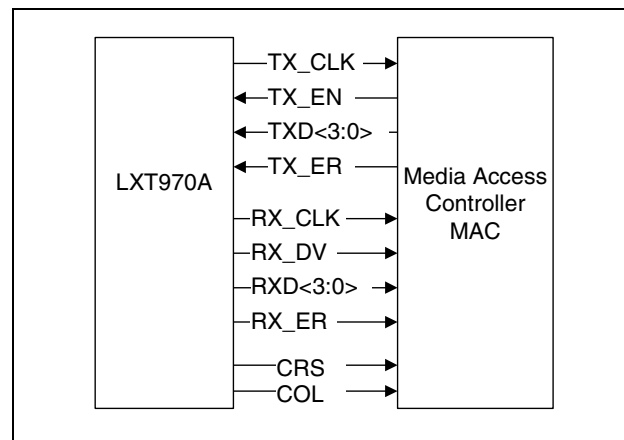 LXT970A
TX_CLK
TX_EN
TXD<3:0>
TX_ER
RX_CLK
RX_DV
RXD<3:0>
RX_ER
CRS
COL
Media Access
Controller
MAC